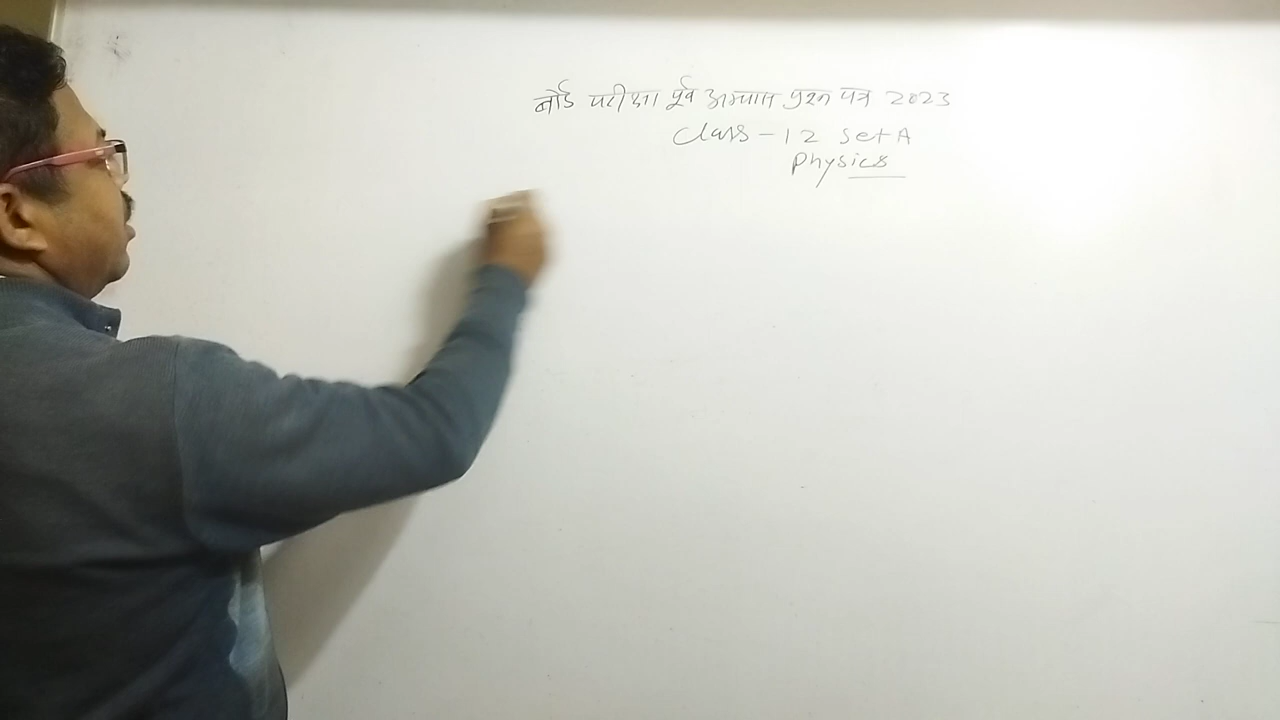 बोर्ड परीक्षा पूर्व अभ्यास प्रश्न पत्र 2023
Class - 12 Set A
Physics